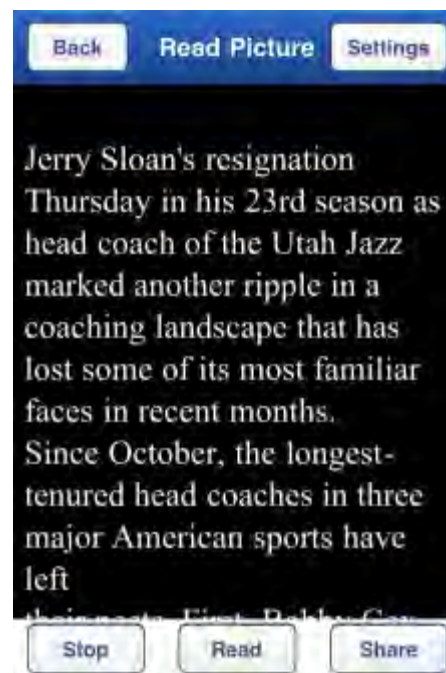 Back Read Picture Settings
Jerry Sloan's resignation
Thursday in his 23rd season as
head coach of the Utah Jazz
marked another ripple in a
coaching landscape that has
lost some of its most familiar
faces in recent months.
Since October, the longest-
tenured head coaches in three
major American sports have
left
Stop Read Share